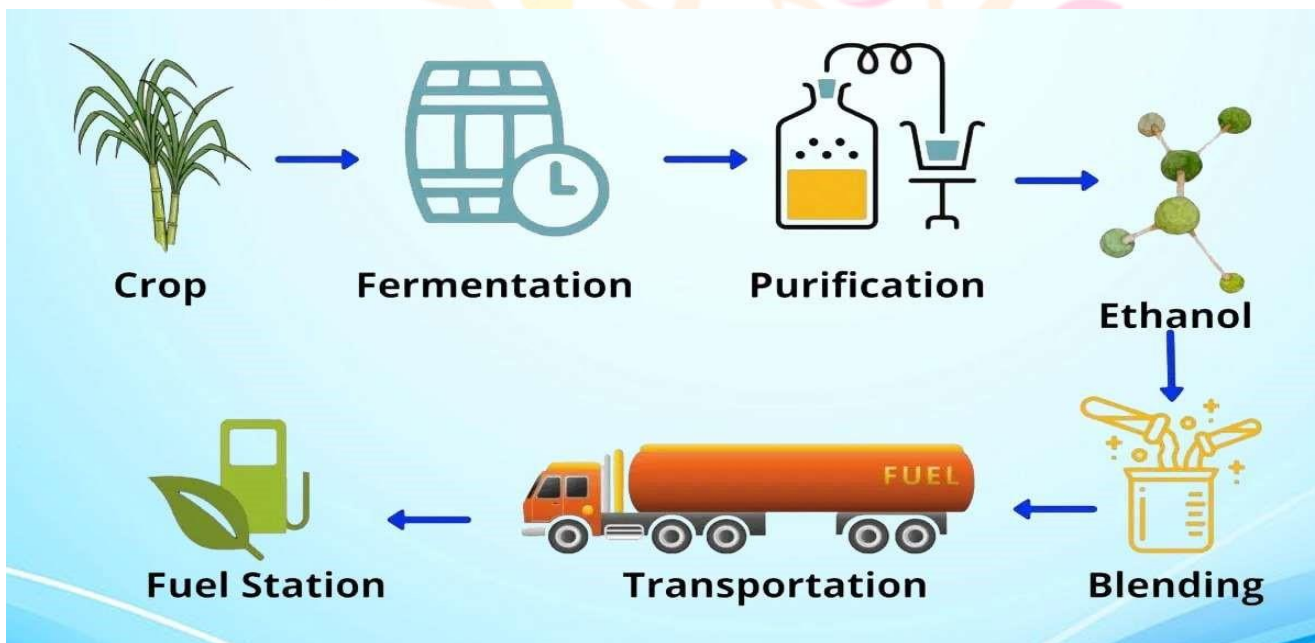 Crop
Fermentation
Purification
Ethanol
FUEL
Fuel Station
Transportation
Blending